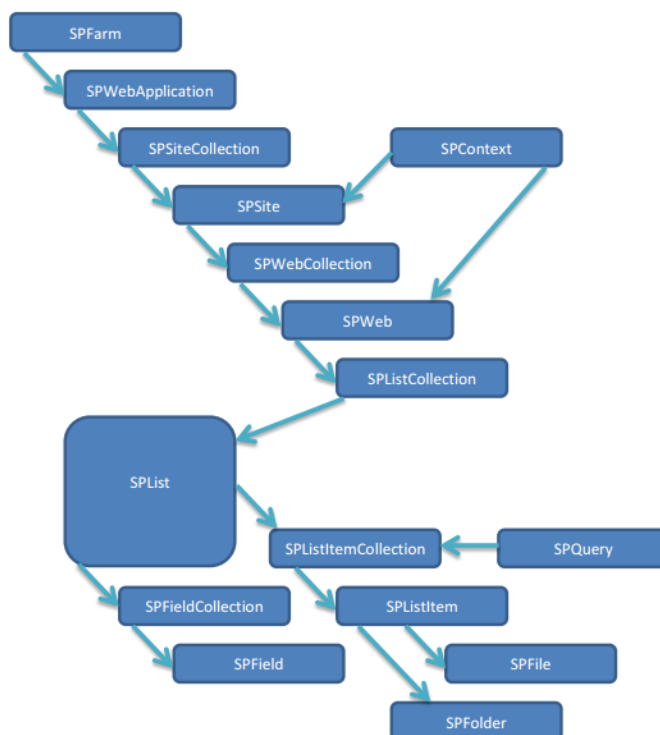 SPFarm
SPWebApplication
SPSiteCollection
SPContext
SPSite
SPWebCollection
SPWeb
SPListCollection
SPList
SPListItemCollection
SPQuery
SPFieldCollection
SPListItem
SPField
SPFile
SPFolder